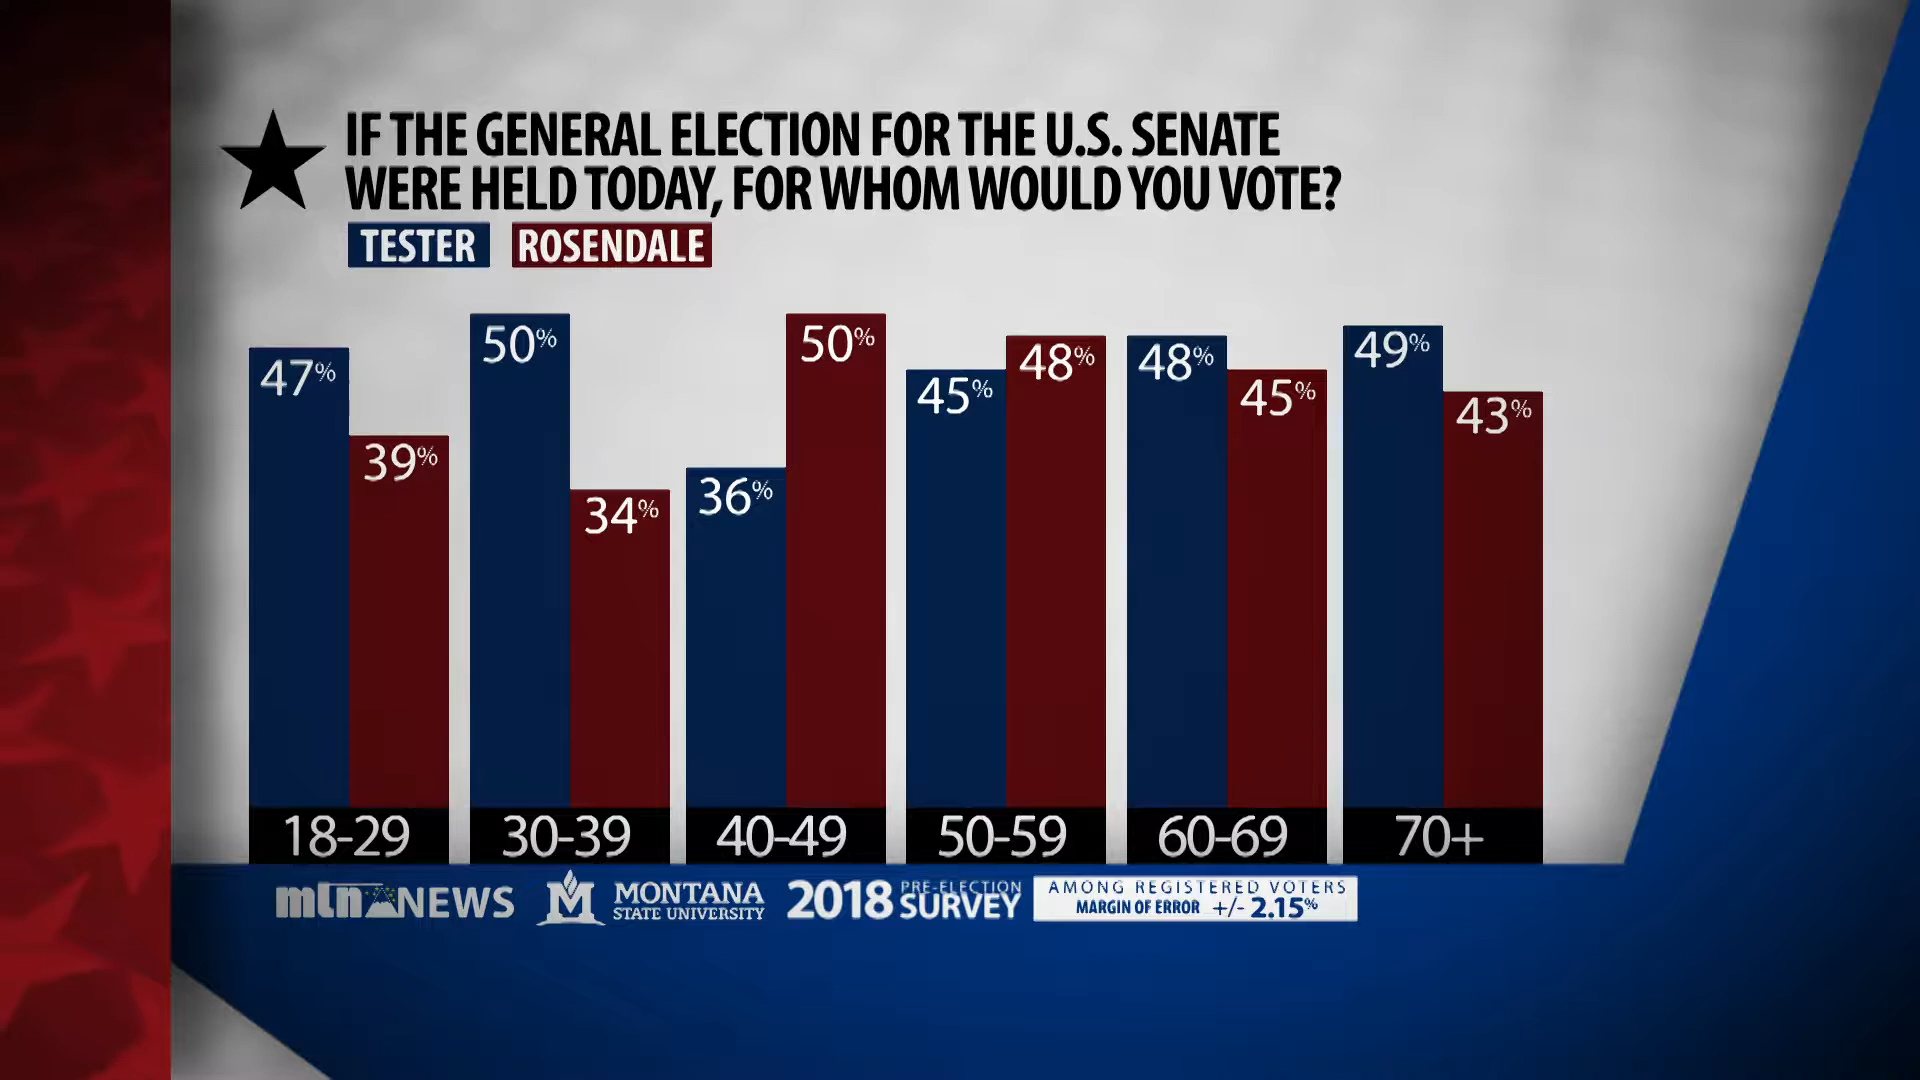 IF THE GENERAL ELECTION FOR THE U.S. SENATE
WERE HELD TODAY, FOR WHOM WOULD YOU VOTE?
TESTER ROSENDALE
47% 39% 50% 34% 36% 50% 45% 48% 48% 45% 49% 43%
18-29 30-39 40-49 50-59 60-69 70+
mtn NEWS
M MONTANA
STATE UNIVERSITY
2018 PRE-ELECTION
SURVEY
AMONG REGISTERED VOTERS
MARGIN OF ERROR +/- 2.15%